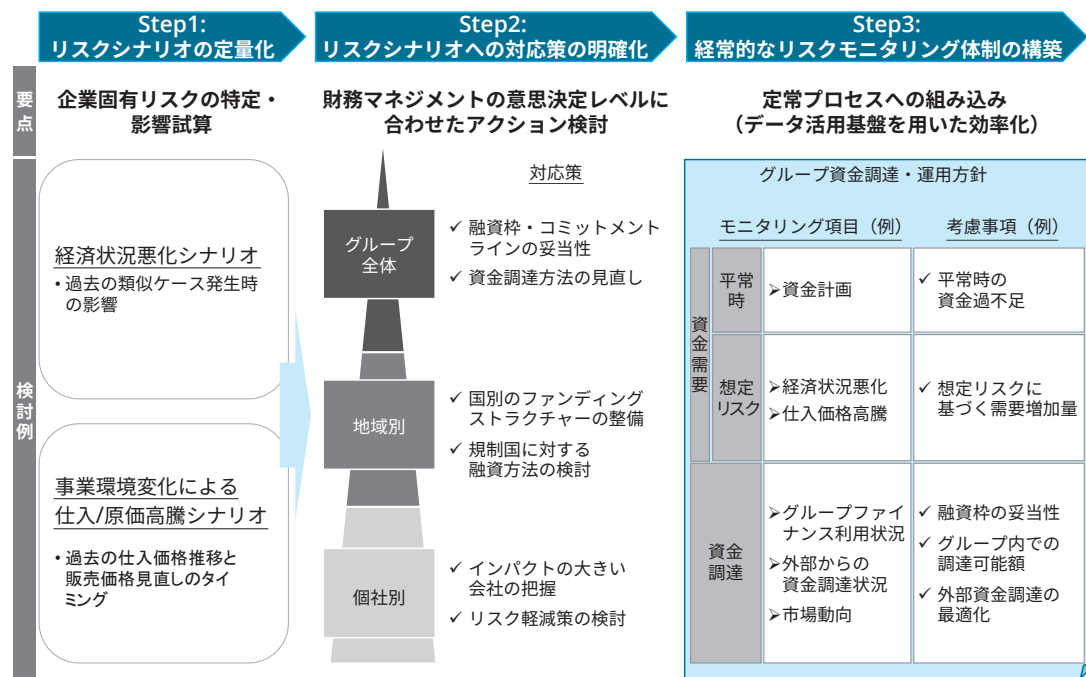 Step1:
リスクシナリオの定量化
Step2:
リスクシナリオへの対応策の明確化
Step3:
経常的なリスクモニタリング体制の構築
要点
企業固有リスクの特定・
影響試算
財務マネジメントの意思決定レベルに
合わせたアクション検討
定常プロセスへの組み込み
（データ活用基盤を用いた効率化）
検討例
経済状況悪化シナリオ
• 過去の類似ケース発生時
の影響
事業環境変化による
仕入/原価高騰シナリオ
• 過去の仕入価格推移と
販売価格見直しのタイ
ミング
対応策
グループ
全体
✓ 融資枠・コミットメント
ラインの妥当性
✓ 資金調達方法の見直し
地域別
✓ 国別のファンディング
ストラクチャーの整備
✓ 規制国に対する
融資方法の検討
個社別
✓ インパクトの大きい
会社の把握
✓ リスク軽減策の検討
グループ資金調達・運用方針
モニタリング項目（例）
考慮事項（例）
資金需要
平常
時
➢資金計画
✓ 平常時の
資金過不足
想定
リスク
➢経済状況悪化
➢仕入価格高騰
✓ 想定リスクに
基づく需要増加量
資金
調達
➢グループファイ
ナンス利用状況
➢外部からの
資金調達状況
➢市場動向
✓ 融資枠の妥当性
✓ グループ内での
調達可能額
✓ 外部資金調達の
最適化